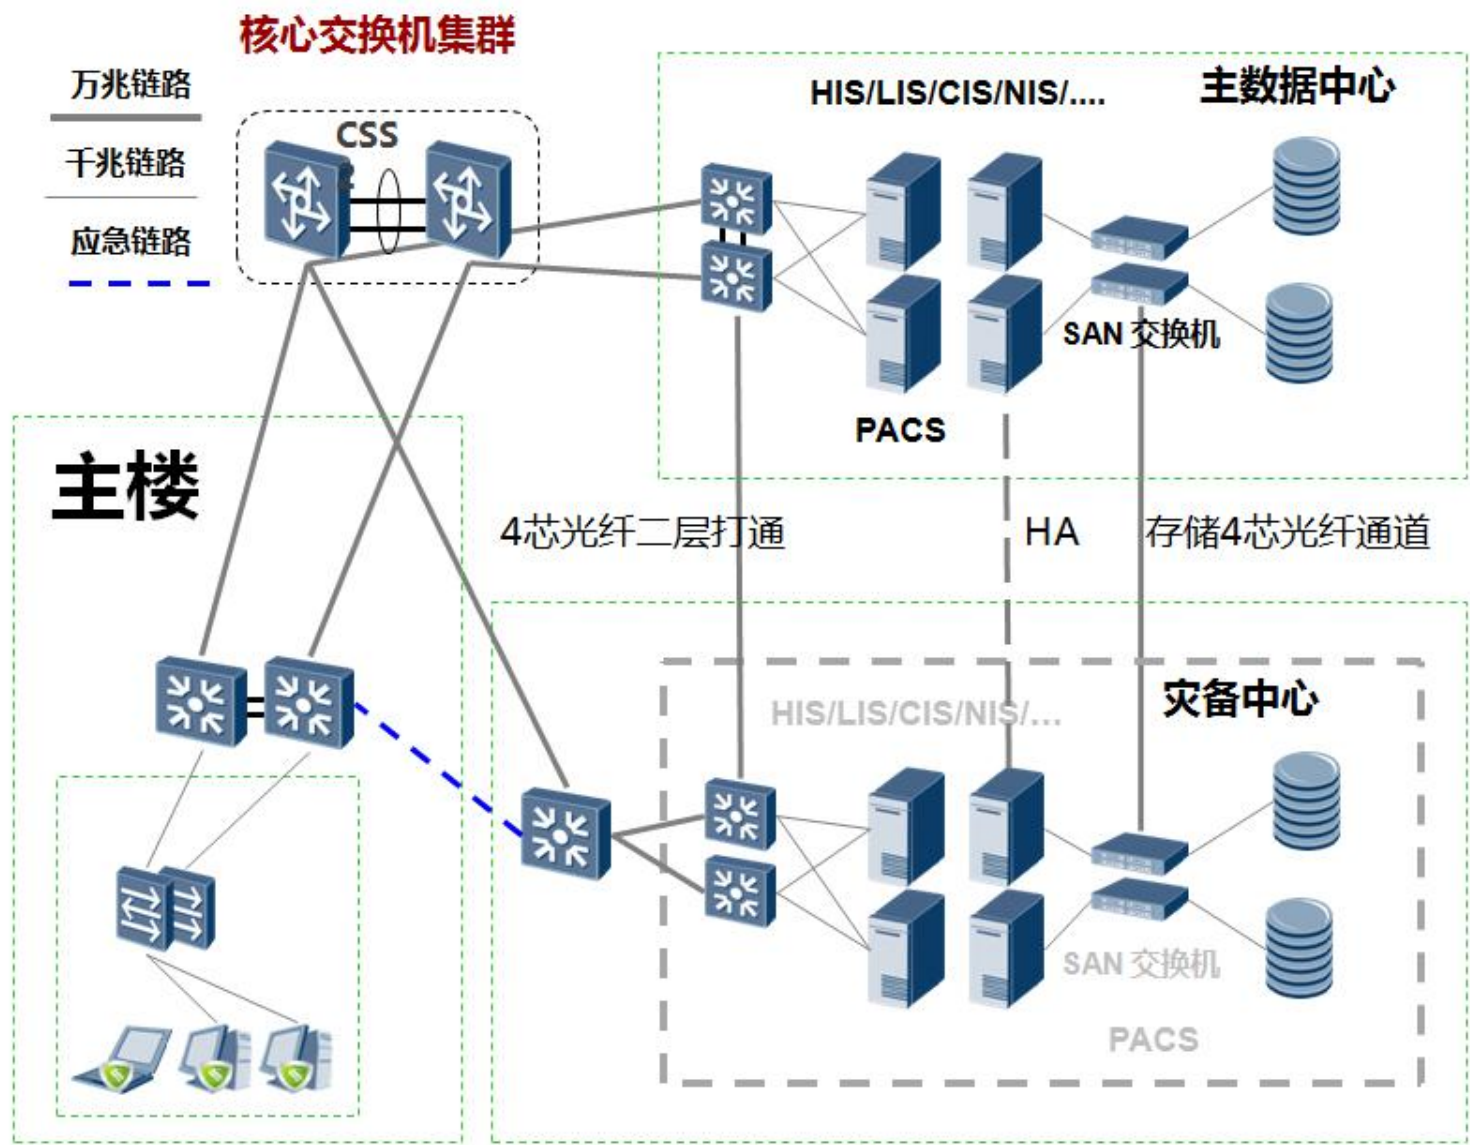 核心交换机集群
万兆链路
千兆链路
应急链路
CSS
HIS/LIS/CIS/NIS/....
主数据中心
SAN 交换机
PACS
主楼
4芯光纤二层打通
HA
存储4芯光纤通道
灾备中心
HIS/LIS/CIS/NIS/...
SAN 交换机
PACS